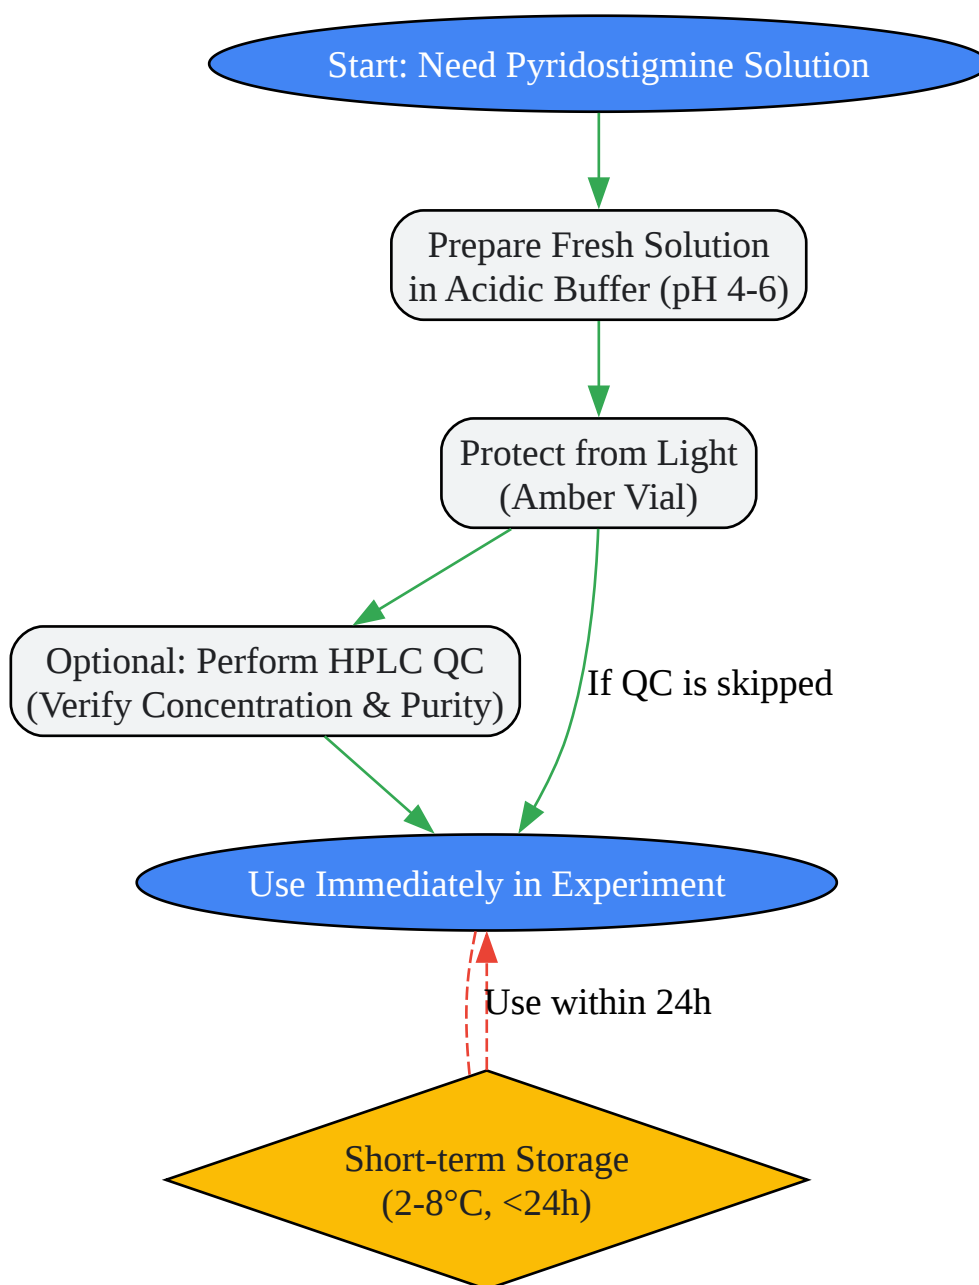 Start: Need Pyridostigmine Solution
Prepare Fresh Solution
in Acidic Buffer (pH 4-6)
Protect from Light
(Amber Vial)
Optional: Perform HPLC QC
(Verify Concentration & Purity)
If QC is skipped
Use Immediately in Experiment
Use within 24h
Short-term Storage
(2-8°C, <24h)